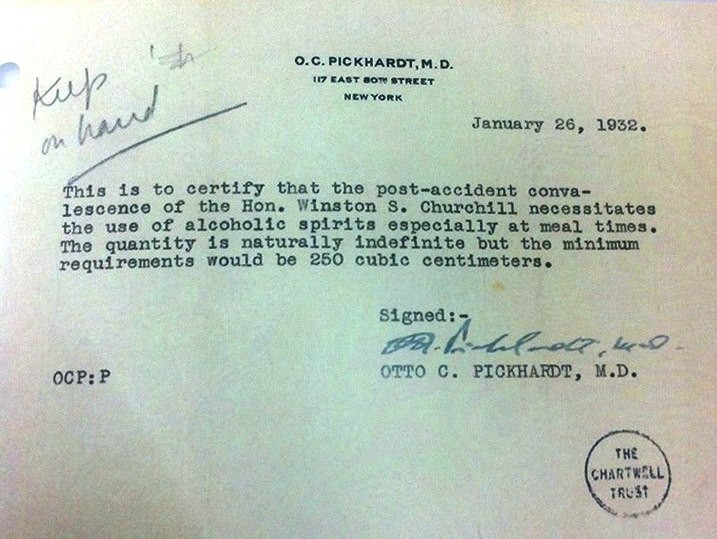 Keep
on hand
O.C. PICKHARDT, M.D.
117 EAST 80TH STREET
NEW YORK
January 26, 1932.
This is to certify that the post-accident conva-
lescence of the Hon. Winston S. Churchill necessitates
the use of alcoholic spirits especially at meal times.
The quantity is naturally indefinite but the minimum
requirements would be 250 cubic centimeters.
Signed:-
OCP:P
OTTO C. PICKHARDT, M.D.
THE
CHARTWELL
TRUST